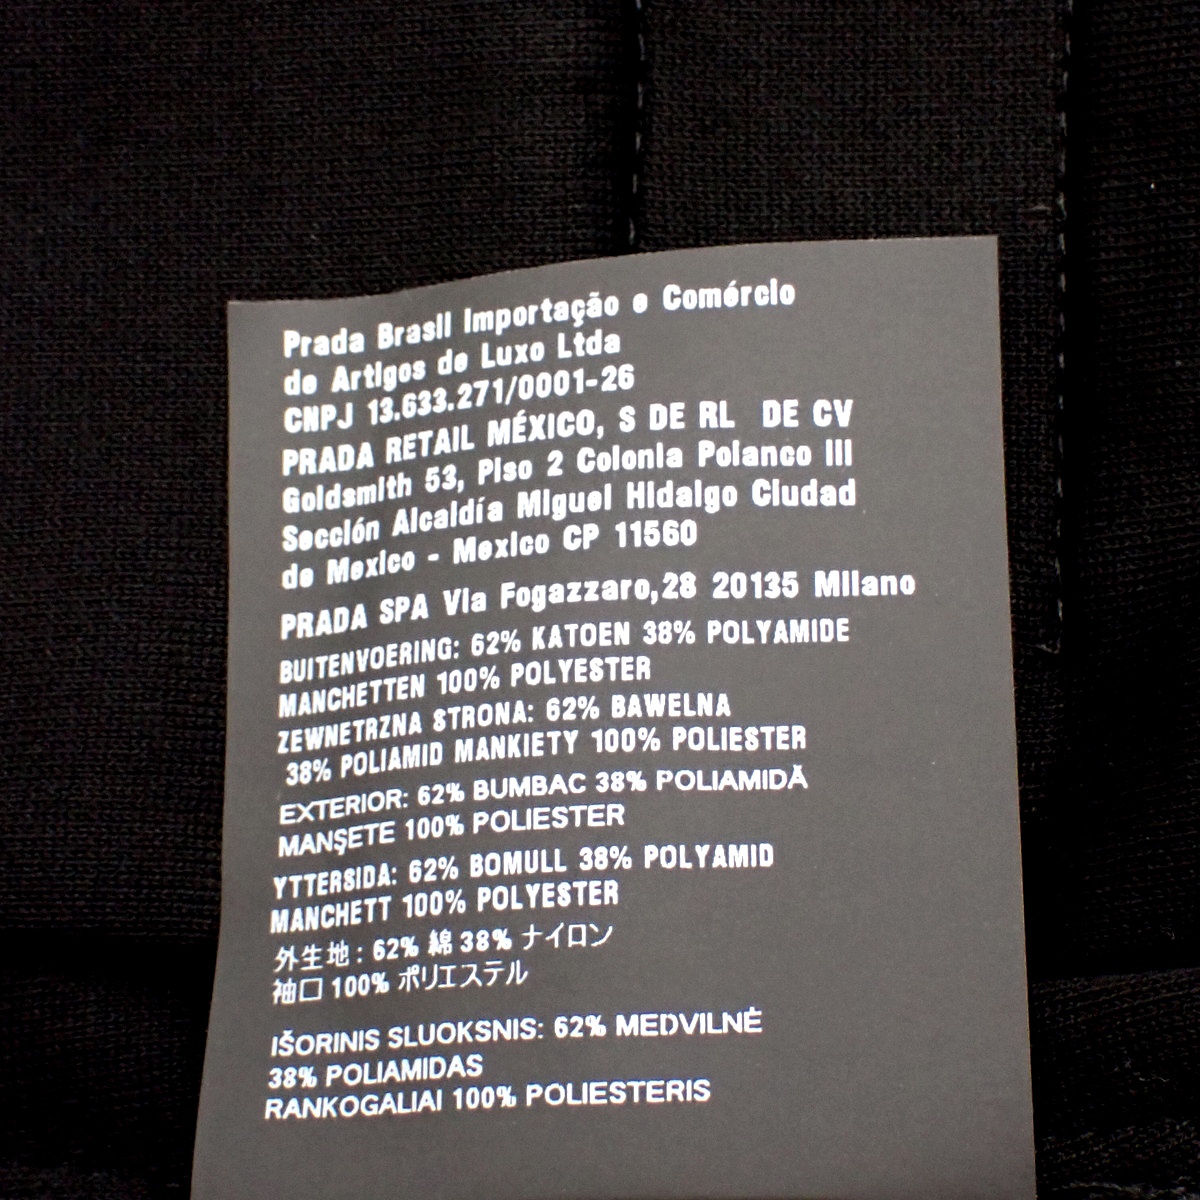 Prada Brasil Importação e Comércio
de Artigos de Luxo Ltda
CNPJ 13.633.271/0001-26
PRADA RETAIL MÉXICO, S DE RL DE CV
Goldsmith 53, Piso 2 Colonia Polanco III
Sección Alcaldía Miguel Hidalgo Ciudad
de Mexico - Mexico CP 11560
PRADA SPA Via Fogazzaro,28 20135 Milano
BUITENVOERING: 62% KATOEN 38% POLYAMIDE
MANCHETTEN 100% POLYESTER
ZEWNETRZNA STRONA: 62% BAWELNA
38% POLIAMID MANKIETY 100% POLIESTER
EXTERIOR: 62% BUMBAC 38% POLIAMIDĂ
MANŞETE 100% POLIESTER
YTTERSIDA: 62% BOMULL 38% POLYAMID
MANCHETT 100% POLYESTER
外生地: 62% 綿 38% ナイロン
袖口 100% ポリエステル
IŠORINIS SLUOKSNIS: 62% MEDVILNĖ
38% POLIAMIDAS
RANKOGALIAI 100% POLIESTERIS